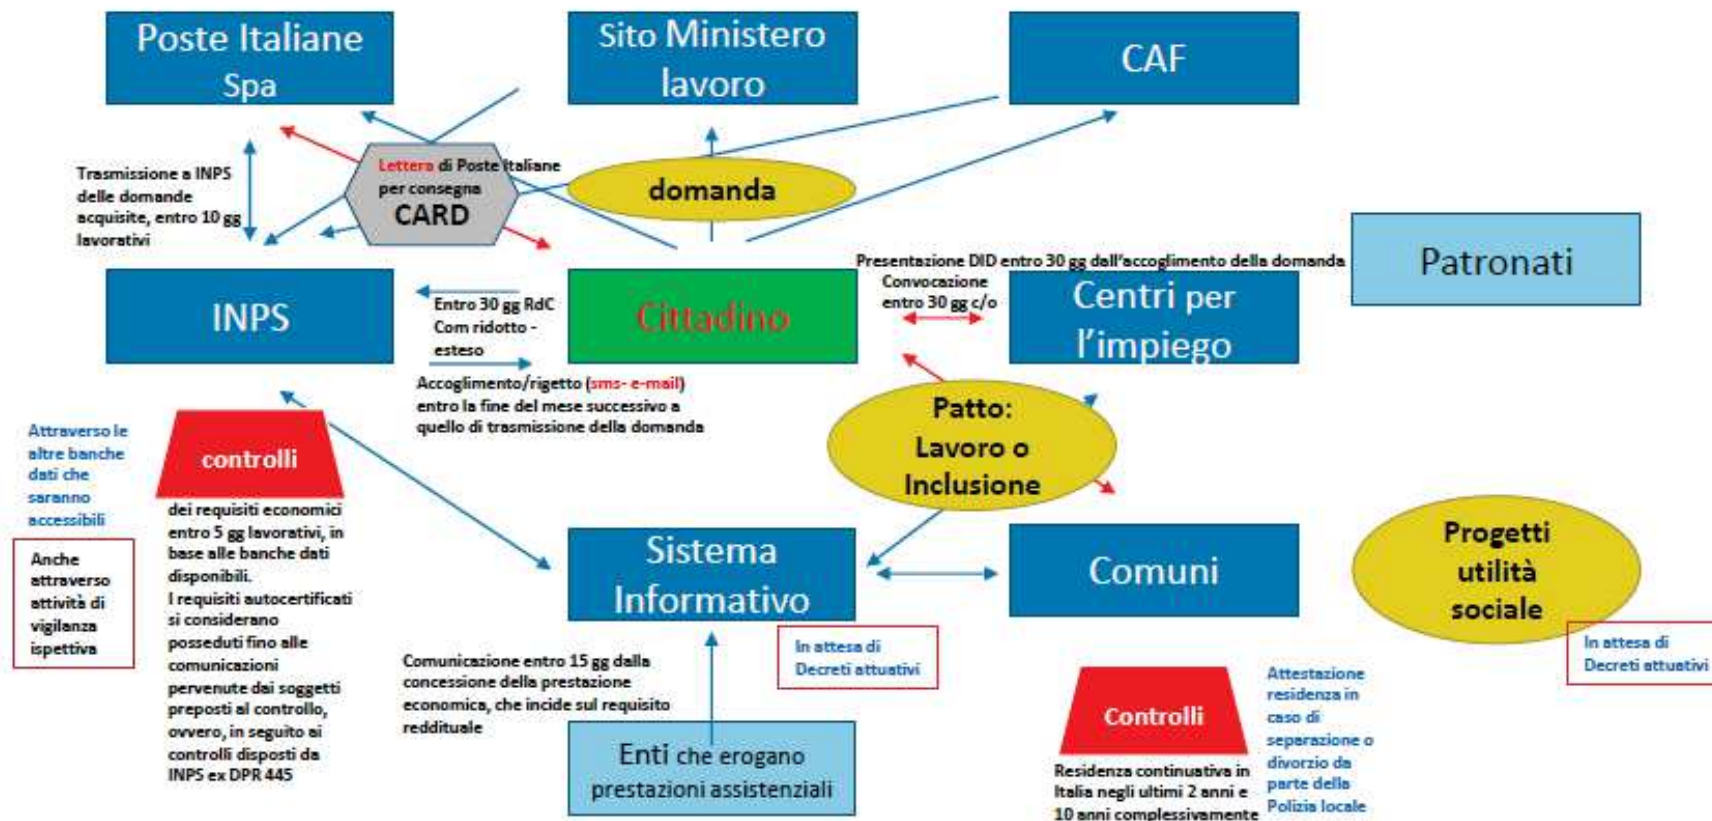 Poste Italiane
Spa
Sito Ministero
lavoro
CAF
Trasmissione a INPS
delle domande
acquisite, entro 10 gg
lavorativi
Lettera di Poste Italiane
per consegna
CARD
domanda
Patronati
INPS
Entro 30 gg RdC
Com ridotto -
esteso
Cittadino
Presentazione DID entro 30 gg dall'accoglimento della domanda
Convocazione
entro 30 gg c/o
Centri per
l'impiego
Accoglimento/rigetto (sms- e-mail)
entro la fine del mese successivo a
quello di trasmissione della domanda
Patto:
Lavoro o
Inclusione
Attraverso le
altre banche
dati che
saranno
accessibili
Anche
attraverso
attività di
vigilanza
ispettiva
controlli
dei requisiti economici
entro 5 gg lavorativi, in
base alle banche dati
disponibili.
I requisiti autocertificati
si considerano
posseduti fino alle
comunicazioni
pervenute dai soggetti
preposti al controllo,
ovvero, in seguito ai
controlli disposti da
INPS ex DPR 445
Sistema
Informativo
In attesa di
Decreti attuativi
Comuni
Progetti
utilità
sociale
In attesa di
Decreti attuativi
Comunicazione entro 15 gg dalla
concessione della prestazione
economica, che incide sul requisito
reddituale
Enti che erogano
prestazioni assistenziali
Controlli
Residenza continuativa in
Italia negli ultimi 2 anni e
10 anni complessivamente
Attestazione
residenza in
caso di
separazione o
divorzio da
parte della
Polizia locale